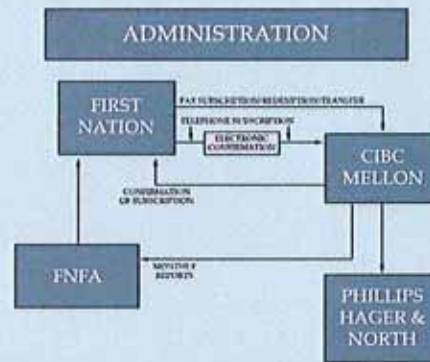 ADMINISTRATION
FIRST
NATION
FAX SUBSCRIPTION/REDEMPTION/TRANSFER
TELEPHONE SUBSCRIPTION
ELECTRONIC
CONFIRMATION
CIBC
MELLON
CONFIRMATION
OF SUBSCRIPTION
FNFA
MONTHLY
REPORTS
PHILLIPS
HAGER &
NORTH